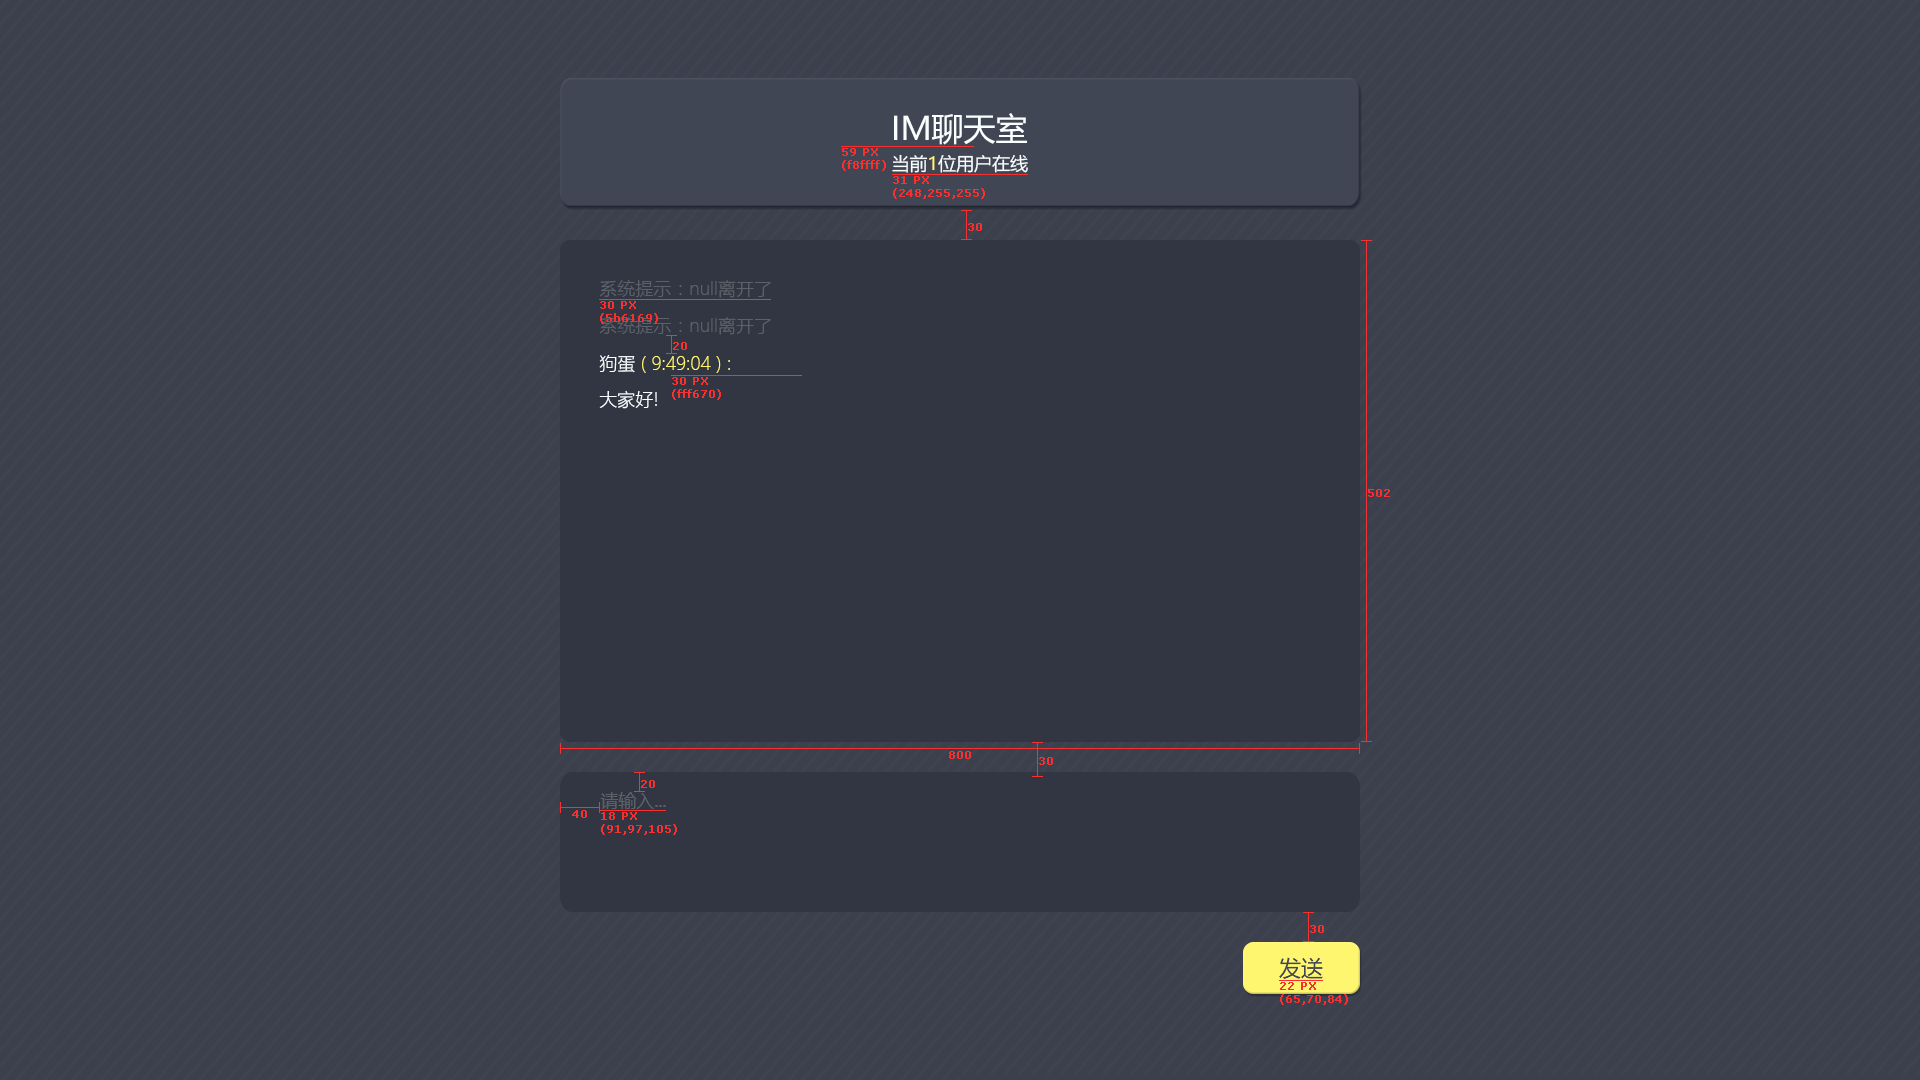 IM聊天室
59 PX
(f8ffff)
当前1位用户在线
31 PX
(248,255,255)
30
系统提示：null离开了
30 PX
(5b6169)
系统提示：null离开了
20
狗蛋 ( 9:49:04 ) :
30 PX
(fff670)
大家好!
502
800
30
20
请输入...
40
18 PX
(91,97,105)
30
发送
22 PX
(65,70,84)